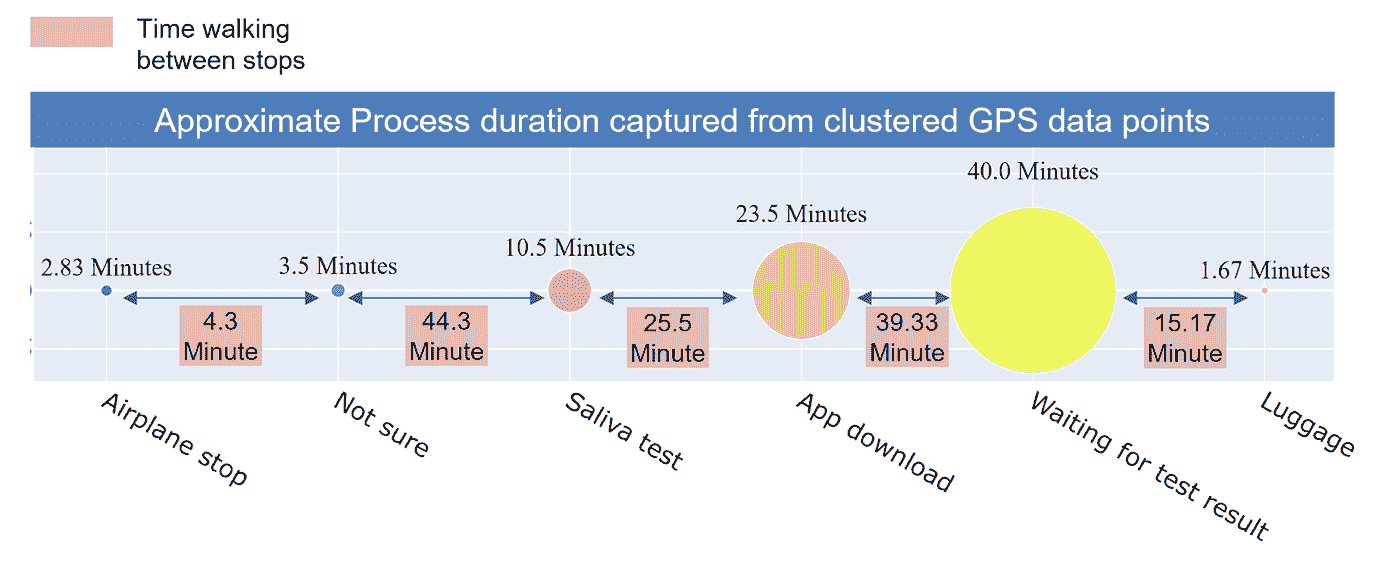 Time walking
between stops
Approximate Process duration captured from clustered GPS data points
40.0 Minutes
23.5 Minutes
10.5 Minutes
2.83 Minutes
3.5 Minutes
1.67 Minutes
4.3
Minute
44.3
Minute
25.5
Minute
39.33
Minute
15.17
Minute
Airplane stop
Not sure
Saliva test
App download
Waiting for test result
Luggage